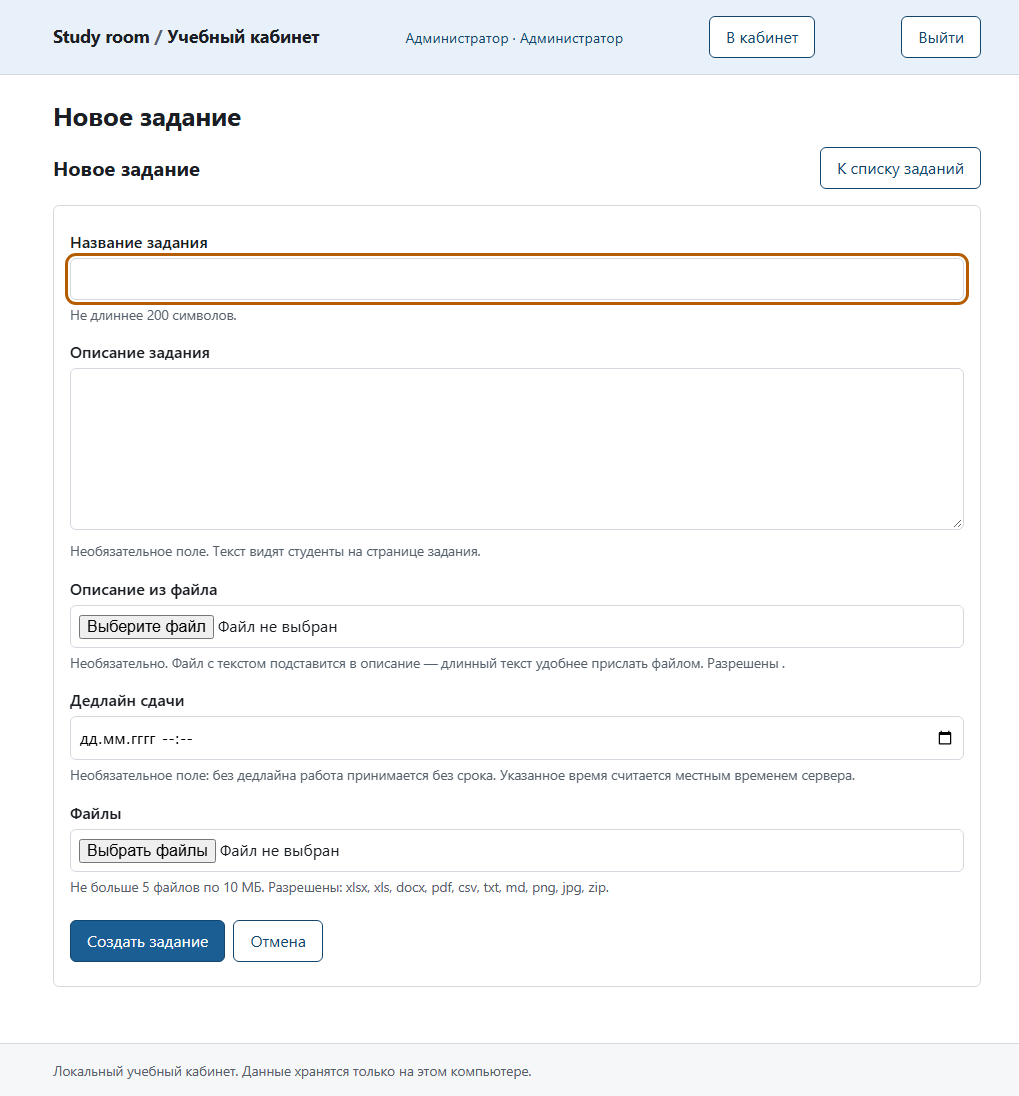 Study room / Учебный кабинет
Администратор · Администратор
В кабинет
Выйти
Новое задание
Новое задание
К списку заданий
Название задания
Не длиннее 200 символов.
Описание задания
Необязательное поле. Текст видят студенты на странице задания.
Описание из файла
Выберите файл Файл не выбран
Необязательно. Файл с текстом подставится в описание — длинный текст удобнее прислать файлом. Разрешены .
Дедлайн сдачи
дд.мм.гггг --:--
Необязательное поле: без дедлайна работа принимается без срока. Указанное время считается местным временем сервера.
Файлы
Выбрать файлы Файл не выбран
Не больше 5 файлов по 10 МБ. Разрешены: xlsx, xls, docx, pdf, csv, txt, md, png, jpg, zip.
Создать задание
Отмена
Локальный учебный кабинет. Данные хранятся только на этом компьютере.